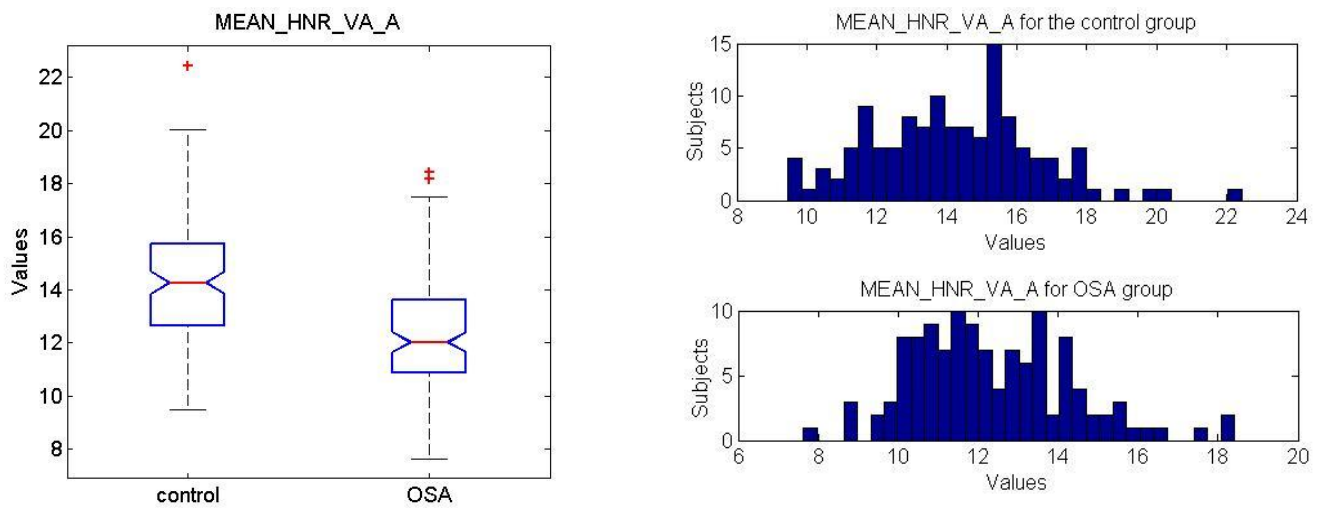 MEAN_HNR_VA_A
Values
22
20
18
16
14
12
10
8
control OSA
MEAN_HNR_VA_A for the control group
Subjects
15
10
5
0
8 10 12 14 16 18 20 22 24
Values
MEAN_HNR_VA_A for OSA group
Subjects
10
5
0
6 8 10 12 14 16 18 20
Values